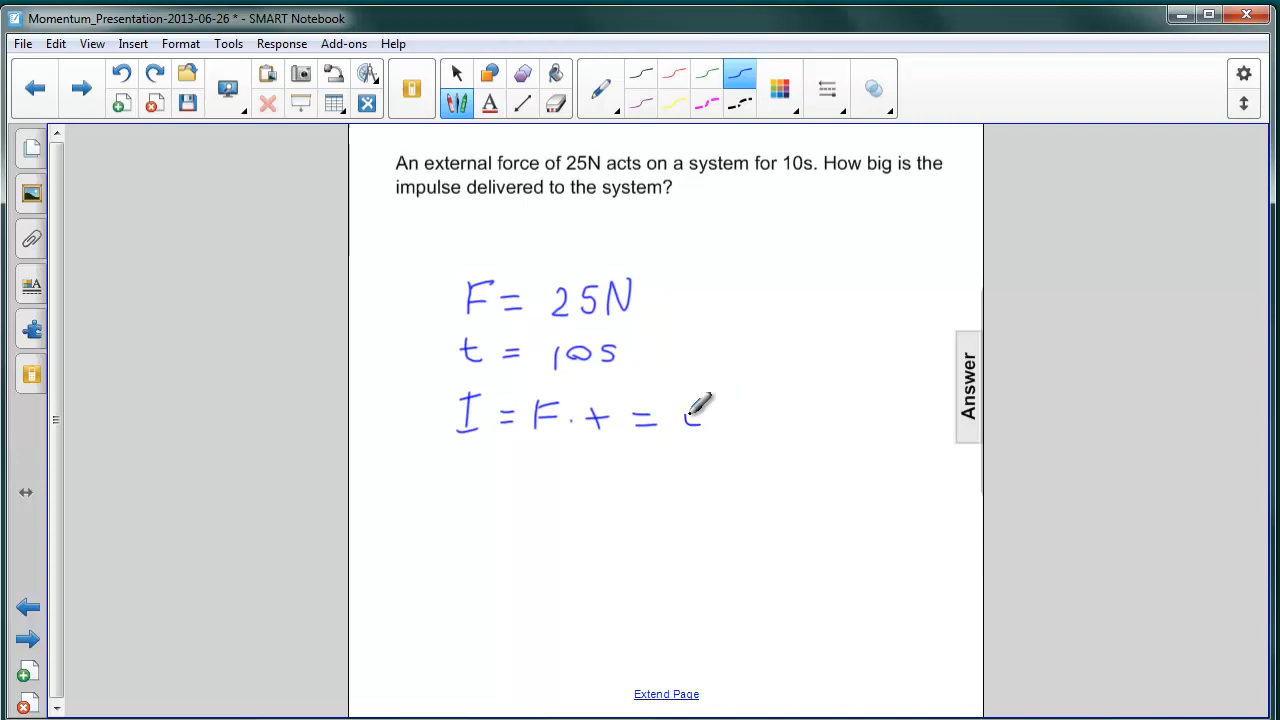 Momentum_Presentation-2013-06-26 * - SMART Notebook
File Edit View Insert Format Tools Response Add-ons Help
An external force of 25N acts on a system for 10s. How big is the
impulse delivered to the system?
F = 25N
t = 10s
I = F . t =
Answer
Extend Page